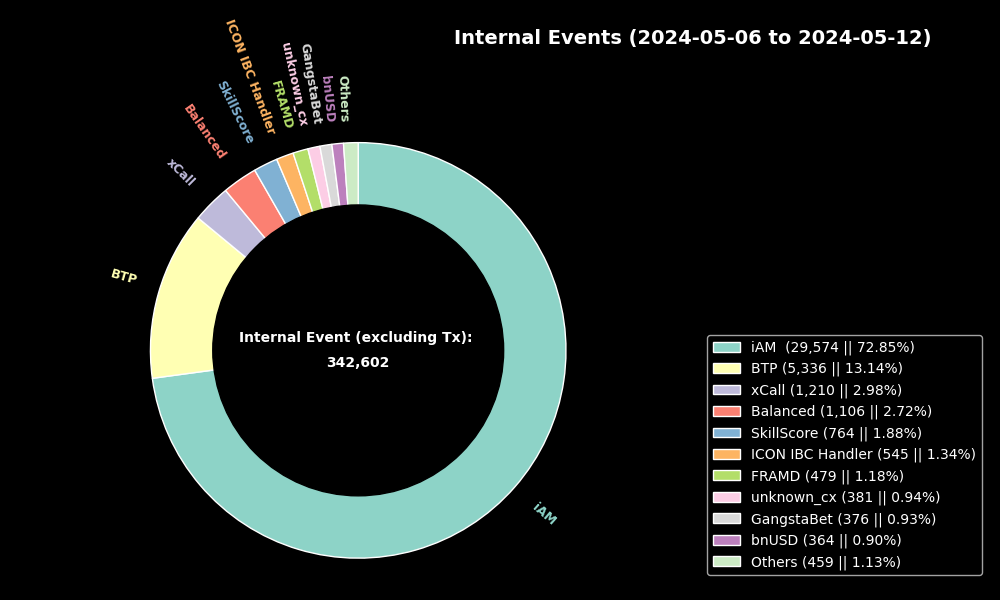 Internal Events (2024-05-06 to 2024-05-12)
ICON IBC Handler
unknown_cx
GangstaBet
SkillScore
FRAMD
bnUSD
Others
Balanced
xCall
BTP
Internal Event (excluding Tx):
342,602
iAM
iAM  (29,574 || 72.85%)
BTP (5,336 || 13.14%)
xCall (1,210 || 2.98%)
Balanced (1,106 || 2.72%)
SkillScore (764 || 1.88%)
ICON IBC Handler (545 || 1.34%)
FRAMD (479 || 1.18%)
unknown_cx (381 || 0.94%)
GangstaBet (376 || 0.93%)
bnUSD (364 || 0.90%)
Others (459 || 1.13%)